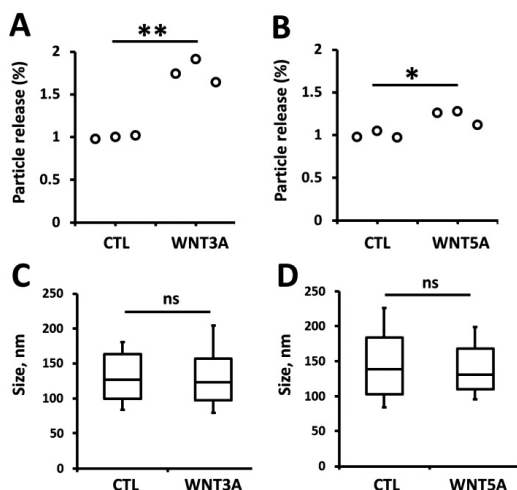 A
**
Particle release (%)
2
1.5
1
0.5
0
CTL WNT3A
B
*
Particle release (%)
2
1.5
1
0.5
0
CTL WNT5A
C
ns
Size, nm
250
200
150
100
50
0
CTL WNT3A
D
ns
Size, nm
250
200
150
100
50
0
CTL WNT5A